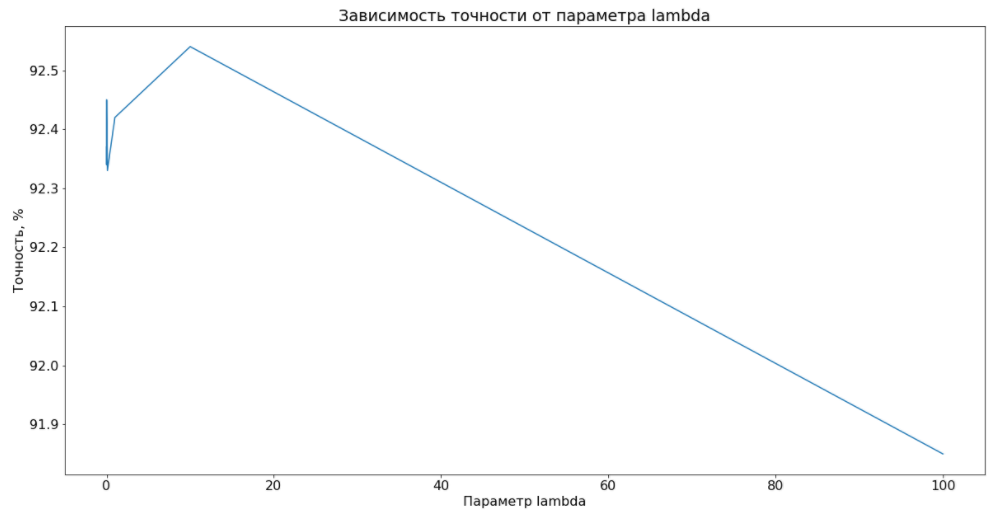 Зависимость точности от параметра lambda
Точность, %
92.5
92.4
92.3
92.2
92.1
92.0
91.9
0 20 40 60 80 100
Параметр lambda